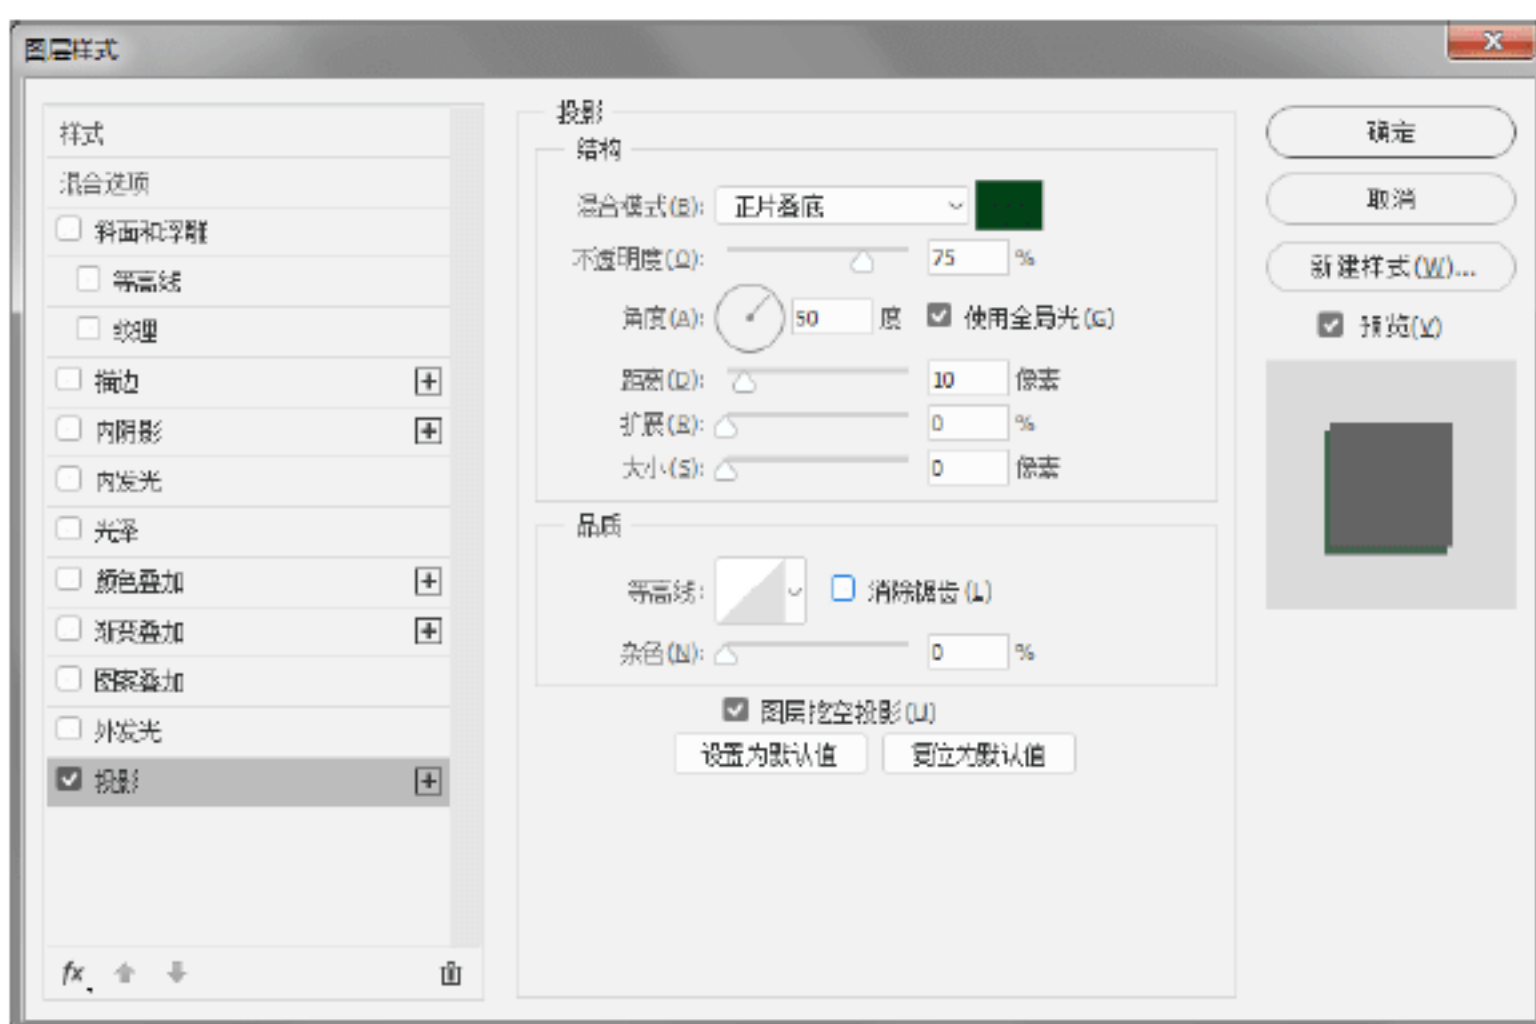 图层样式
样式
混合选项
斜面和浮雕
等高线
纹理
描边
内阴影
内发光
光泽
颜色叠加
渐变叠加
图案叠加
外发光
投影
fx
投影
结构
混合模式(B): 正片叠底
不透明度(O): 75 %
角度(A): 50 度 使用全局光(G)
距离(D): 10 像素
扩展(R): 0 %
大小(S): 0 像素
品质
等高线: 消除锯齿(L)
杂色(N): 0 %
图层挖空投影(U)
设置为默认值 复位为默认值
确定
取消
新建样式(W)...
预览(V)